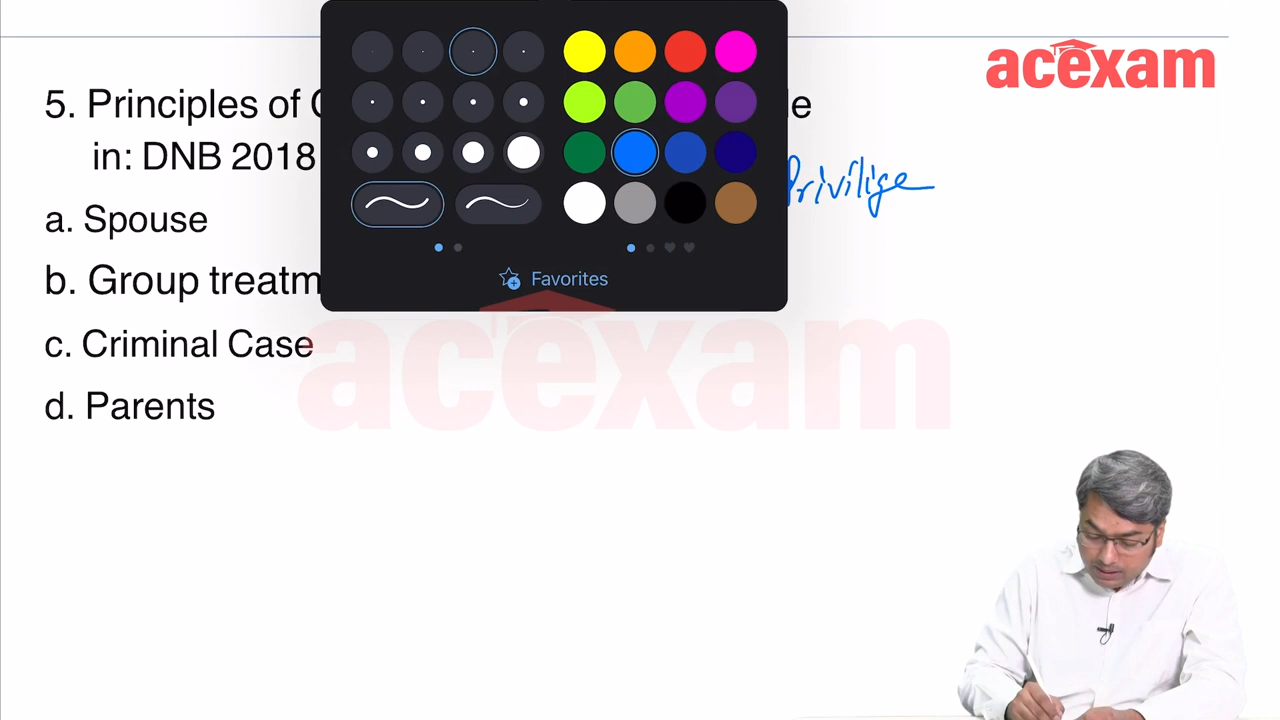 acexam
5. Principles of
le
in: DNB 2018
Privilige
a. Spouse
b. Group treatm
Favorites
c. Criminal Case
acexam
d. Parents